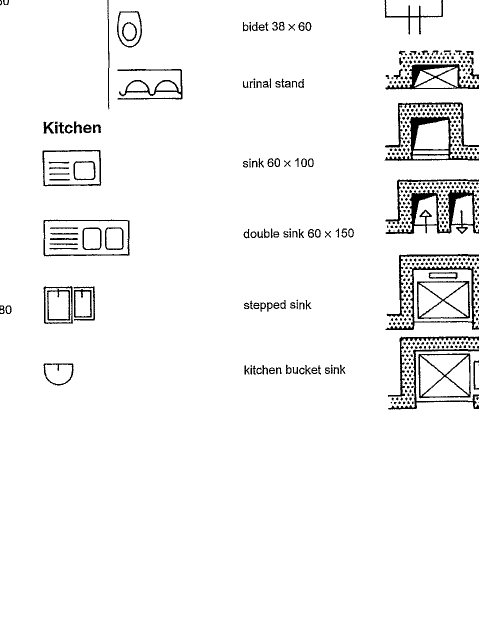 bidet 38 × 60
urinal stand
Kitchen
sink 60 × 100
double sink 60 × 150
stepped sink
80
kitchen bucket sink